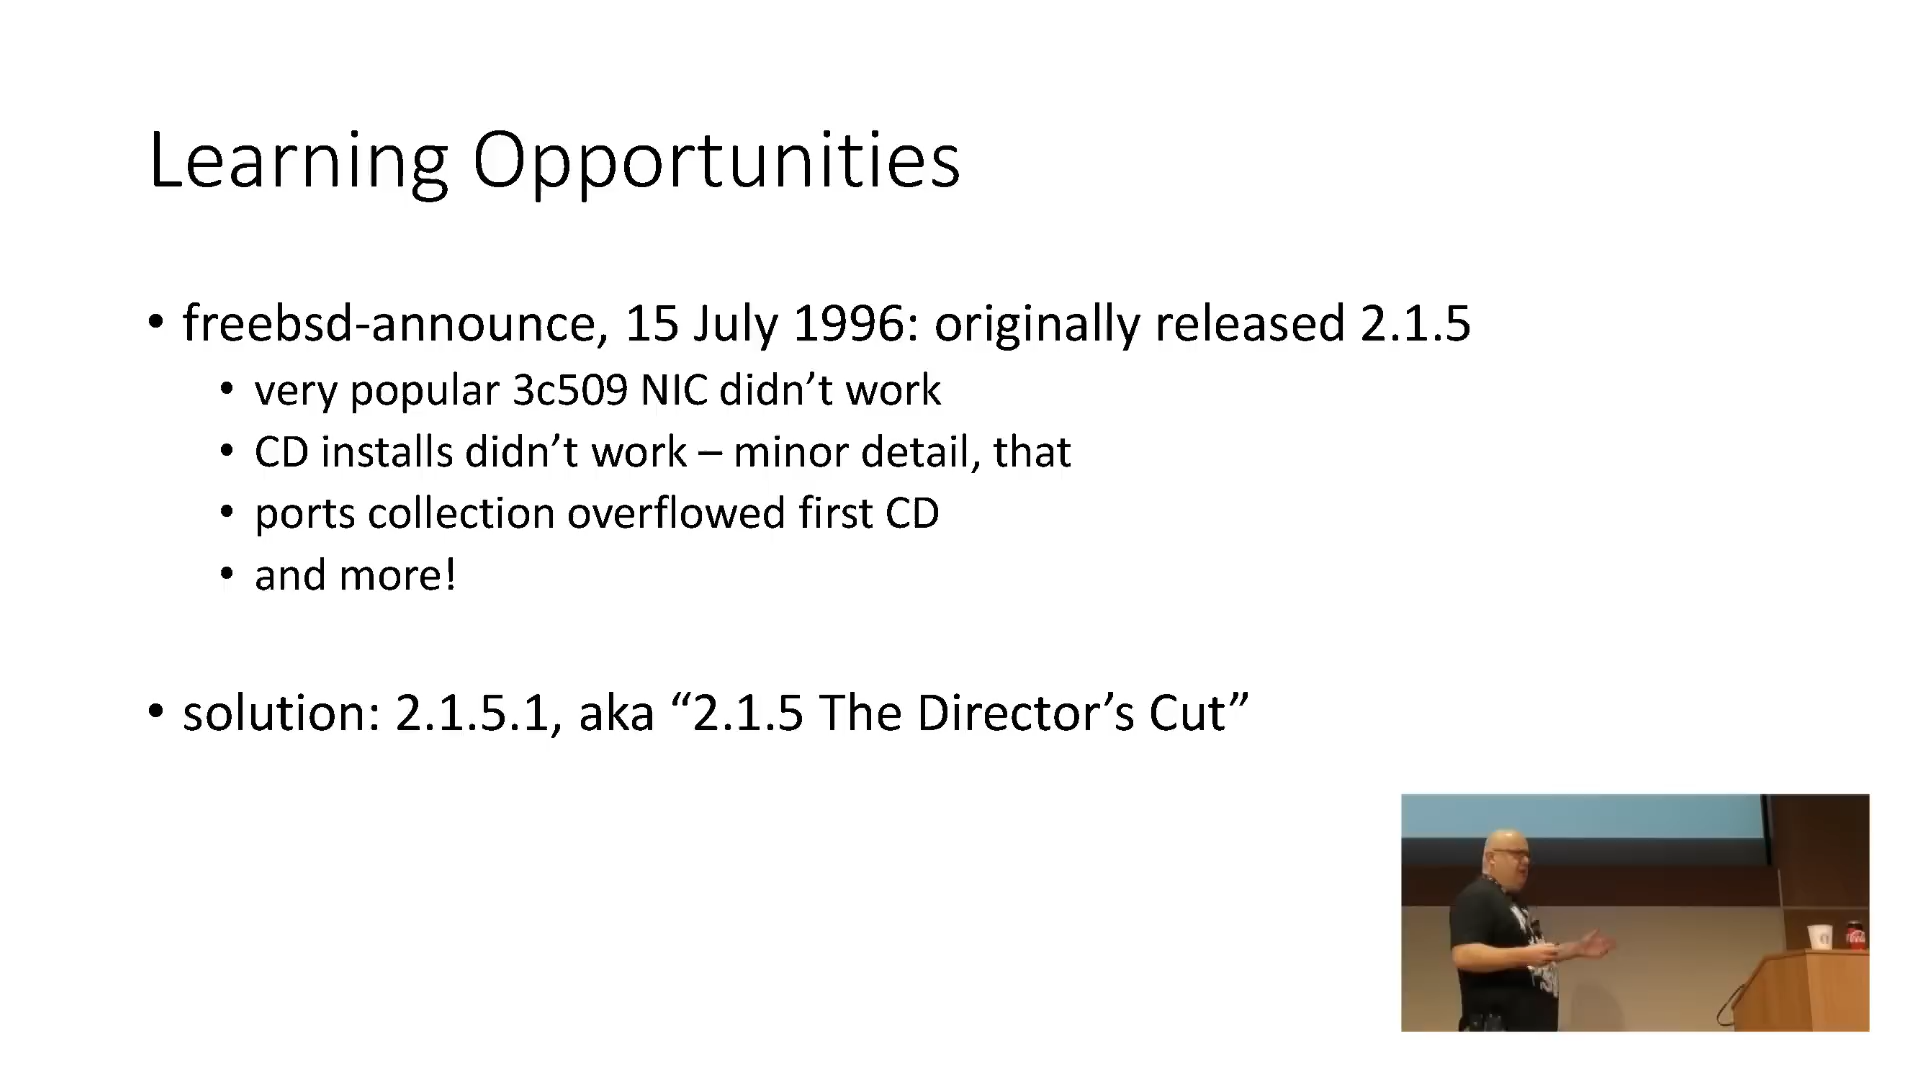 Learning Opportunities
• freebsd-announce, 15 July 1996: originally released 2.1.5
• very popular 3c509 NIC didn’t work
• CD installs didn’t work – minor detail, that
• ports collection overflowed first CD
• and more!
• solution: 2.1.5.1, aka “2.1.5 The Director’s Cut”